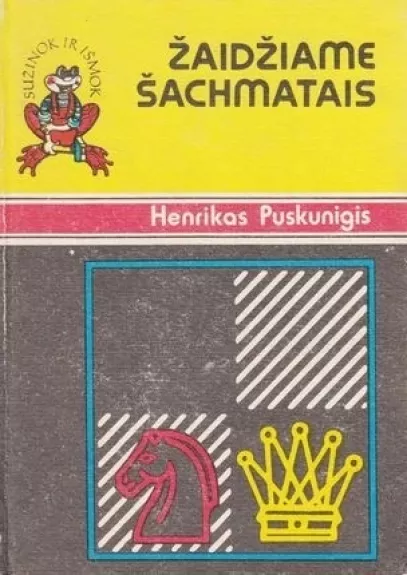 SUŽINOK IR IŠMOK
ŽAIDŽIAME
ŠACHMATAIS
Henrikas Puskunigis